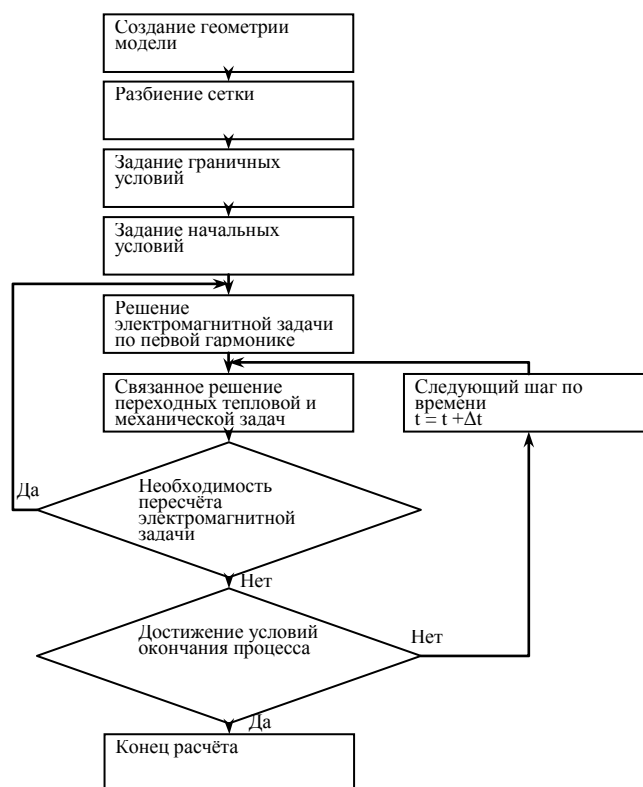 Создание геометрии
модели
Разбиение сетки
Задание граничных
условий
Задание начальных
условий
Решение
электромагнитной задачи
по первой гармонике
Связанное решение
переходных тепловой и
механической задач
Следующий шаг по
времени
t = t +Δt
Да
Необходимость
пересчёта
электромагнитной
задачи
Нет
Достижение условий
окончания процесса
Нет
Да
Конец расчёта